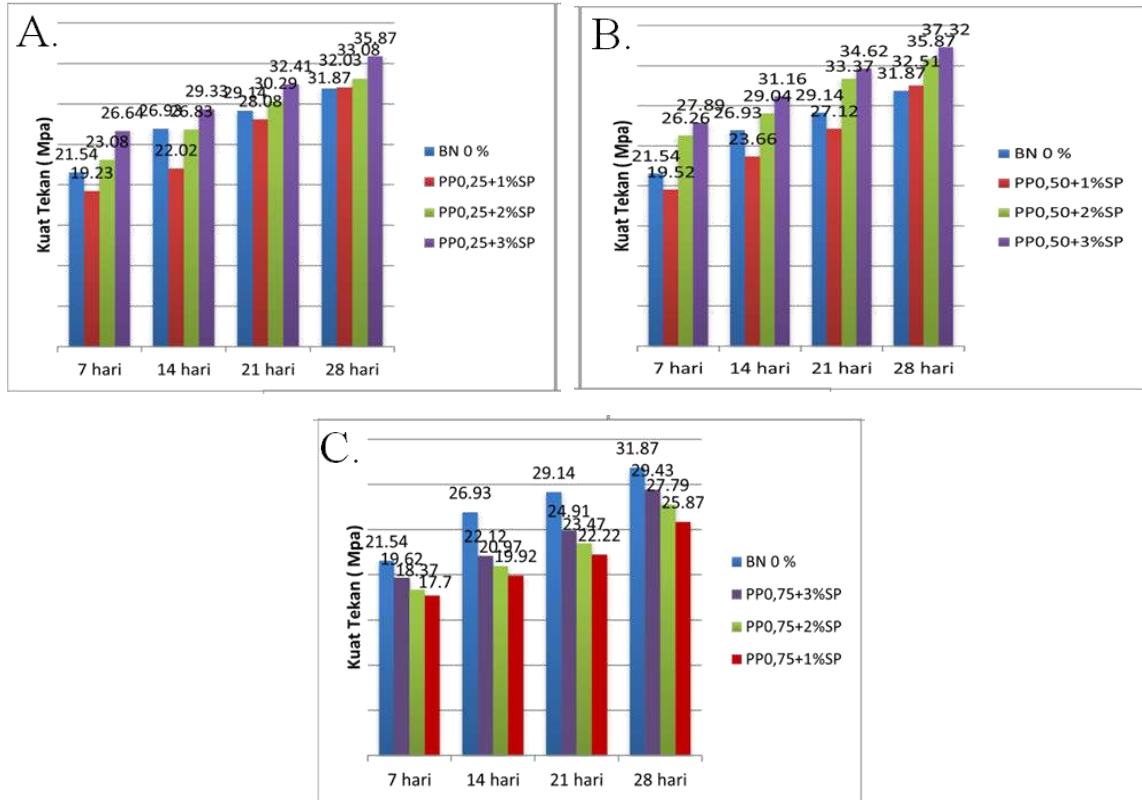 A.
35.87
33.08
32.41
32.03
31.87
30.29
29.33
29.14
28.08
26.64
26.93
26.83
23.08
22.02
21.54
19.23
Kuat Tekan ( Mpa)
BN 0 %
PP0,25+1%SP
PP0,25+2%SP
PP0,25+3%SP
7 hari 14 hari 21 hari 28 hari
B.
37.32
35.87
34.62
33.37
32.51
31.87
31.16
29.04
29.14
27.89
26.26
26.93
27.12
23.66
21.54
19.52
Kuat Tekan ( Mpa)
BN 0 %
PP0,50+1%SP
PP0,50+2%SP
PP0,50+3%SP
7 hari 14 hari 21 hari 28 hari
C.
31.87
29.43
29.14
27.79
26.93
25.87
24.91
23.47
22.12
22.22
21.54
20.97
19.92
19.62
18.37
17.7
Kuat Tekan ( Mpa)
BN 0 %
PP0,75+3%SP
PP0,75+2%SP
PP0,75+1%SP
7 hari 14 hari 21 hari 28 hari